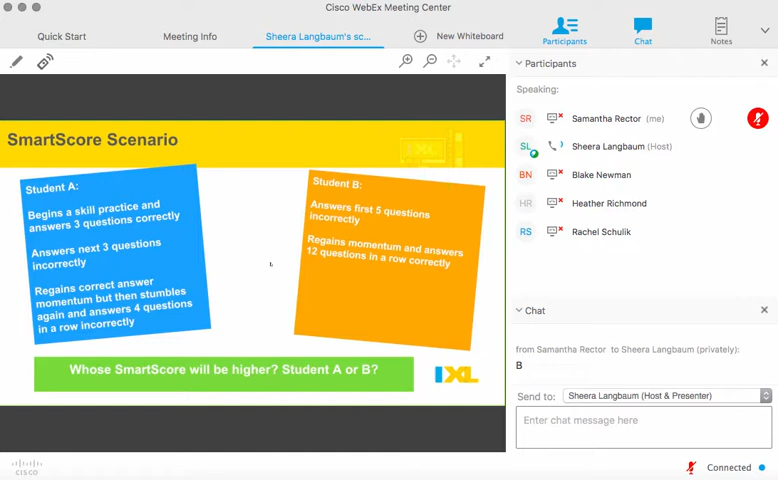 Cisco WebEx Meeting Center
Quick Start
Meeting Info
Sheera Langbaum's sc...
New Whiteboard
Participants
Chat
Notes
SmartScore Scenario
Student A:
Begins a skill practice and
answers 3 questions correctly
Answers next 3 questions
incorrectly
Regains correct answer
momentum but then stumbles
again and answers 4 questions
in a row incorrectly
Student B:
Answers first 5 questions
incorrectly
Regains momentum and answers
12 questions in a row correctly
Whose SmartScore will be higher? Student A or B?
IXL
CISCO
Participants
Speaking:
SR Samantha Rector (me)
SL Sheera Langbaum (Host)
BN Blake Newman
HR Heather Richmond
RS Rachel Schulik
Chat
from Samantha Rector to Sheera Langbaum (privately):
B
Send to: Sheera Langbaum (Host & Presenter)
Enter chat message here
Connected